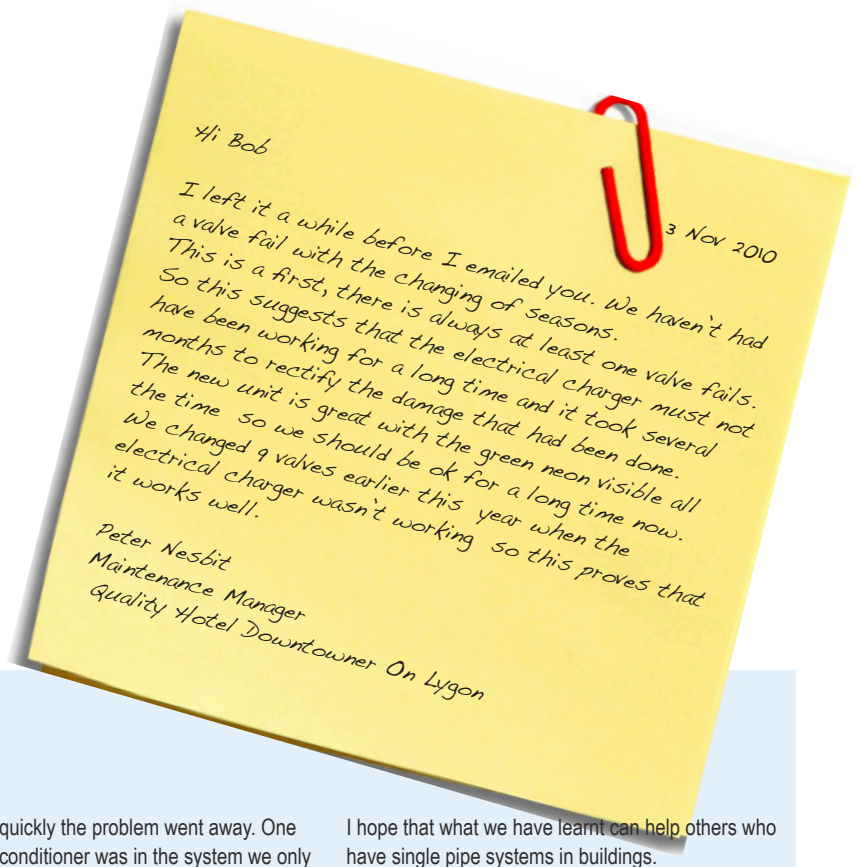 Hi Bob
3 Nov 2010
I left it a while before I emailed you. We haven't had
a valve fail with the changing of seasons.
This is a first, there is always at least one valve fails.
So this suggests that the electrical charger must not
have been working for a long time and it took several
months to rectify the damage that had been done.
The new unit is great with the green neon visible all
the time so we should be ok for a long time now.
We changed 9 valves earlier this year when the
electrical charger wasn't working so this proves that
it works well.
Peter Nesbit
Maintenance Manager
Quality Hotel Downtowner On Lygon
quickly the problem went away. One
conditioner was in the system we only
I hope that what we have learnt can help others who
have single pipe systems in buildings.